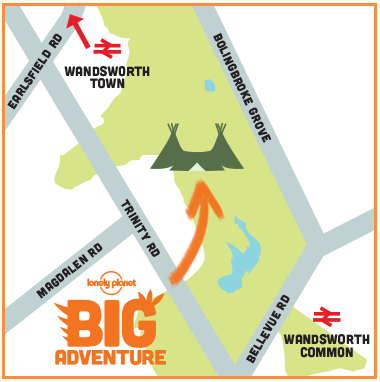 EARLSFIELD RD
WANDSWORTH
TOWN
BOLINGBROKE GROVE
TRINITY RD
MAGDALEN RD
lonely planet
BIG
ADVENTURE
BELLEVUE RD
WANDSWORTH
COMMON